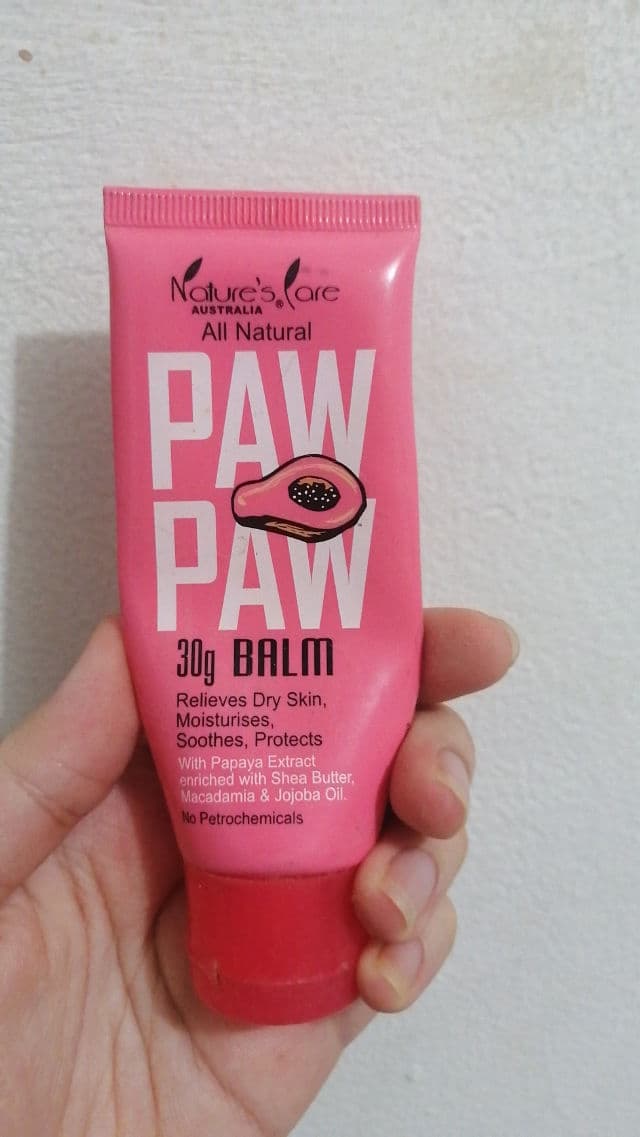 Nature's Care®
AUSTRALIA
All Natural
PAW
PAW
30g BALM
Relieves Dry Skin,
Moisturises,
Soothes, Protects
With Papaya Extract
enriched with Shea Butter,
Macadamia & Jojoba Oil.
No Petrochemicals